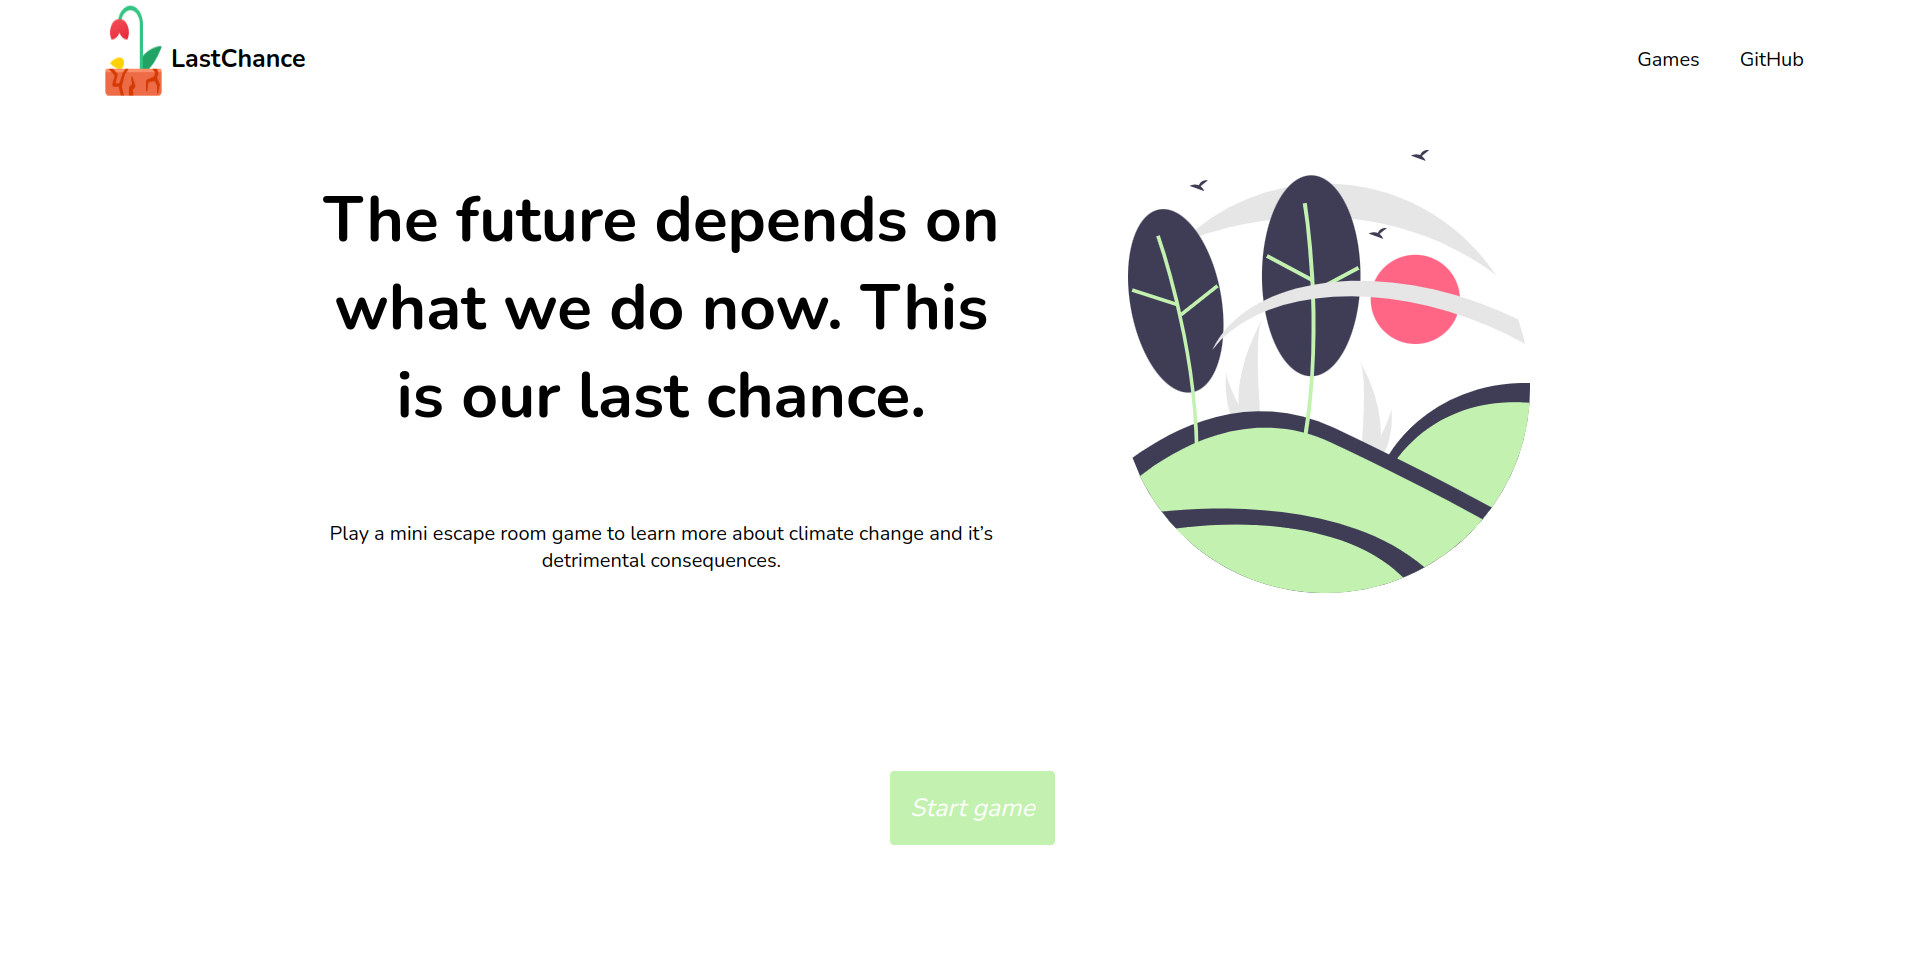 LastChance
Games
GitHub
The future depends on
what we do now. This
is our last chance.
Play a mini escape room game to learn more about climate change and it’s
detrimental consequences.
Start game